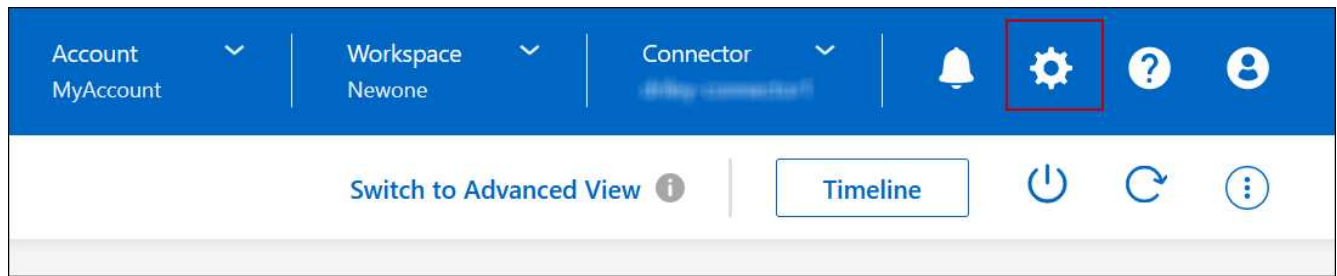 Account
MyAccount
Workspace
Newone
Connector
Switch to Advanced View
Timeline